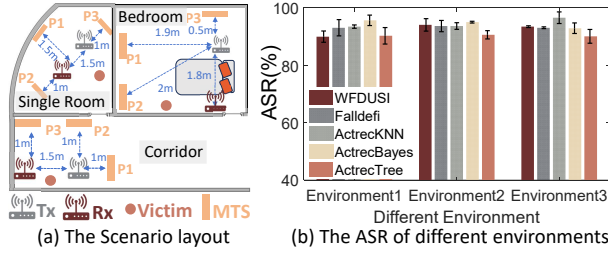 P1
P3
0.5m
1m
1.5m
1.5m
1m
P2
Single Room
Bedroom
P1
P3
0.5m
1.9m
1.8m
2m
P2
P3
P2
1m
1m
1.5m
1m
P1
Corridor
Tx
Rx
Victim
MTS
(a) The Scenario layout
ASR(%)
100
80
60
40
WFDUSI
Falldefi
ActrecKNN
ActrecBayes
ActrecTree
Environment1
Environment2
Environment3
Different Environment
(b) The ASR of different environments